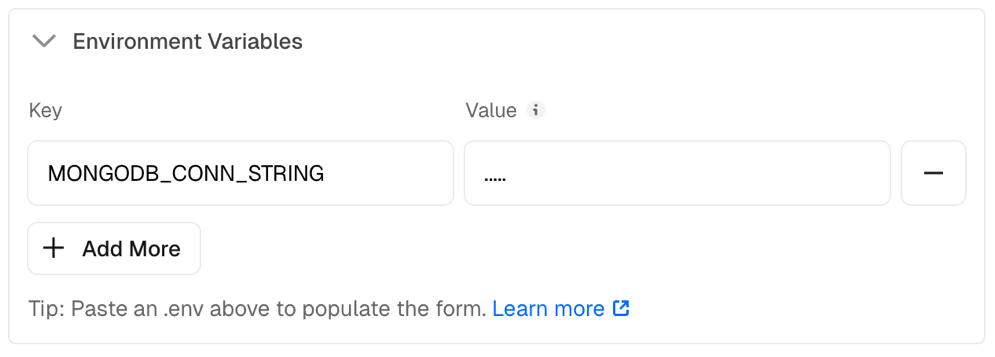 Environment Variables
Key
Value i
MONGODB_CONN_STRING
.....
Add More
Tip: Paste an .env above to populate the form. Learn more